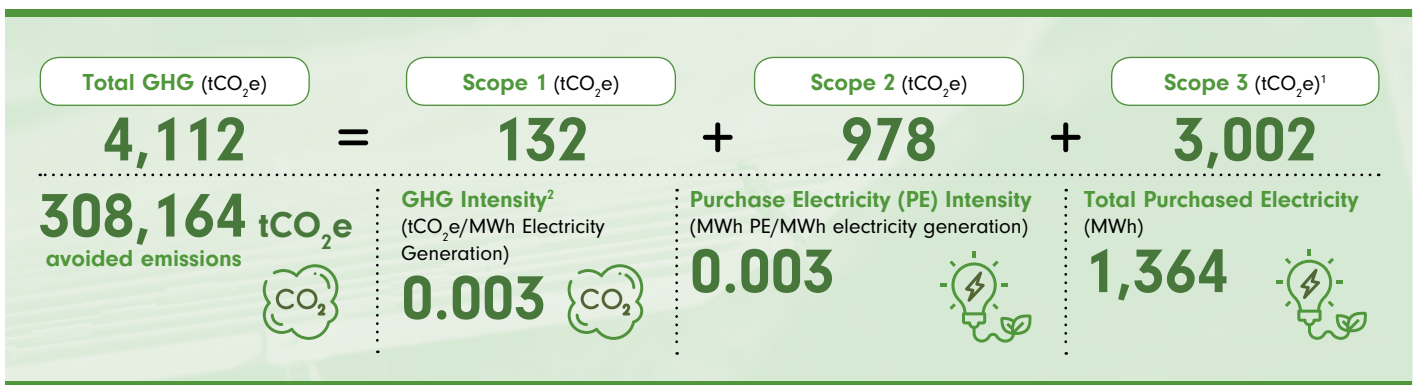 Total GHG (tCO₂e)
Scope 1 (tCO₂e)
Scope 2 (tCO₂e)
Scope 3 (tCO₂e)¹
4,112 = 132 + 978 + 3,002
308,164 tCO₂e
avoided emissions
CO₂
GHG Intensity²
(tCO₂e/MWh Electricity
Generation)
0.003
CO₂
Purchase Electricity (PE) Intensity
(MWh PE/MWh electricity generation)
0.003
Total Purchased Electricity
(MWh)
1,364